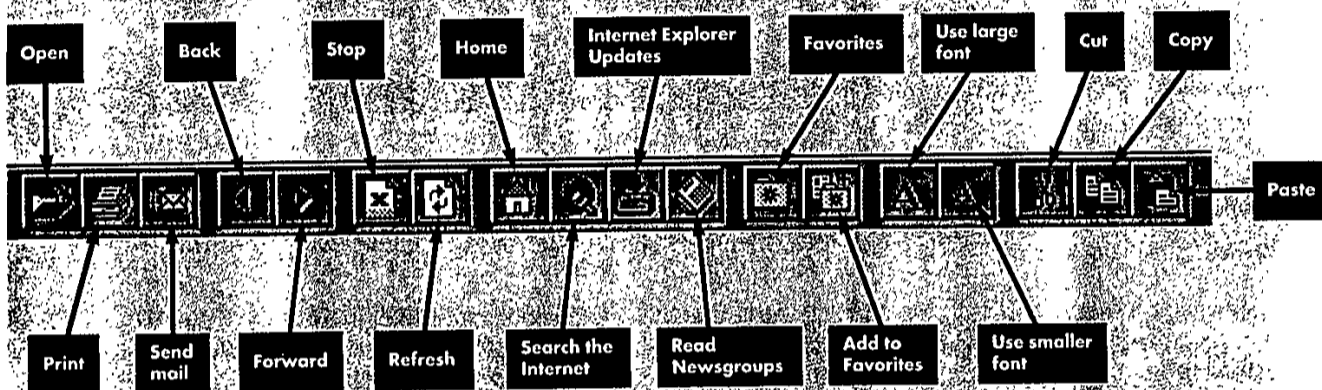 Open
Back
Stop
Home
Internet Explorer
Updates
Favorites
Use large
font
Cut
Copy
Paste
Print
Send
mail
Forward
Refresh
Search the
Internet
Read
Newsgroups
Add to
Favorites
Use smaller
font